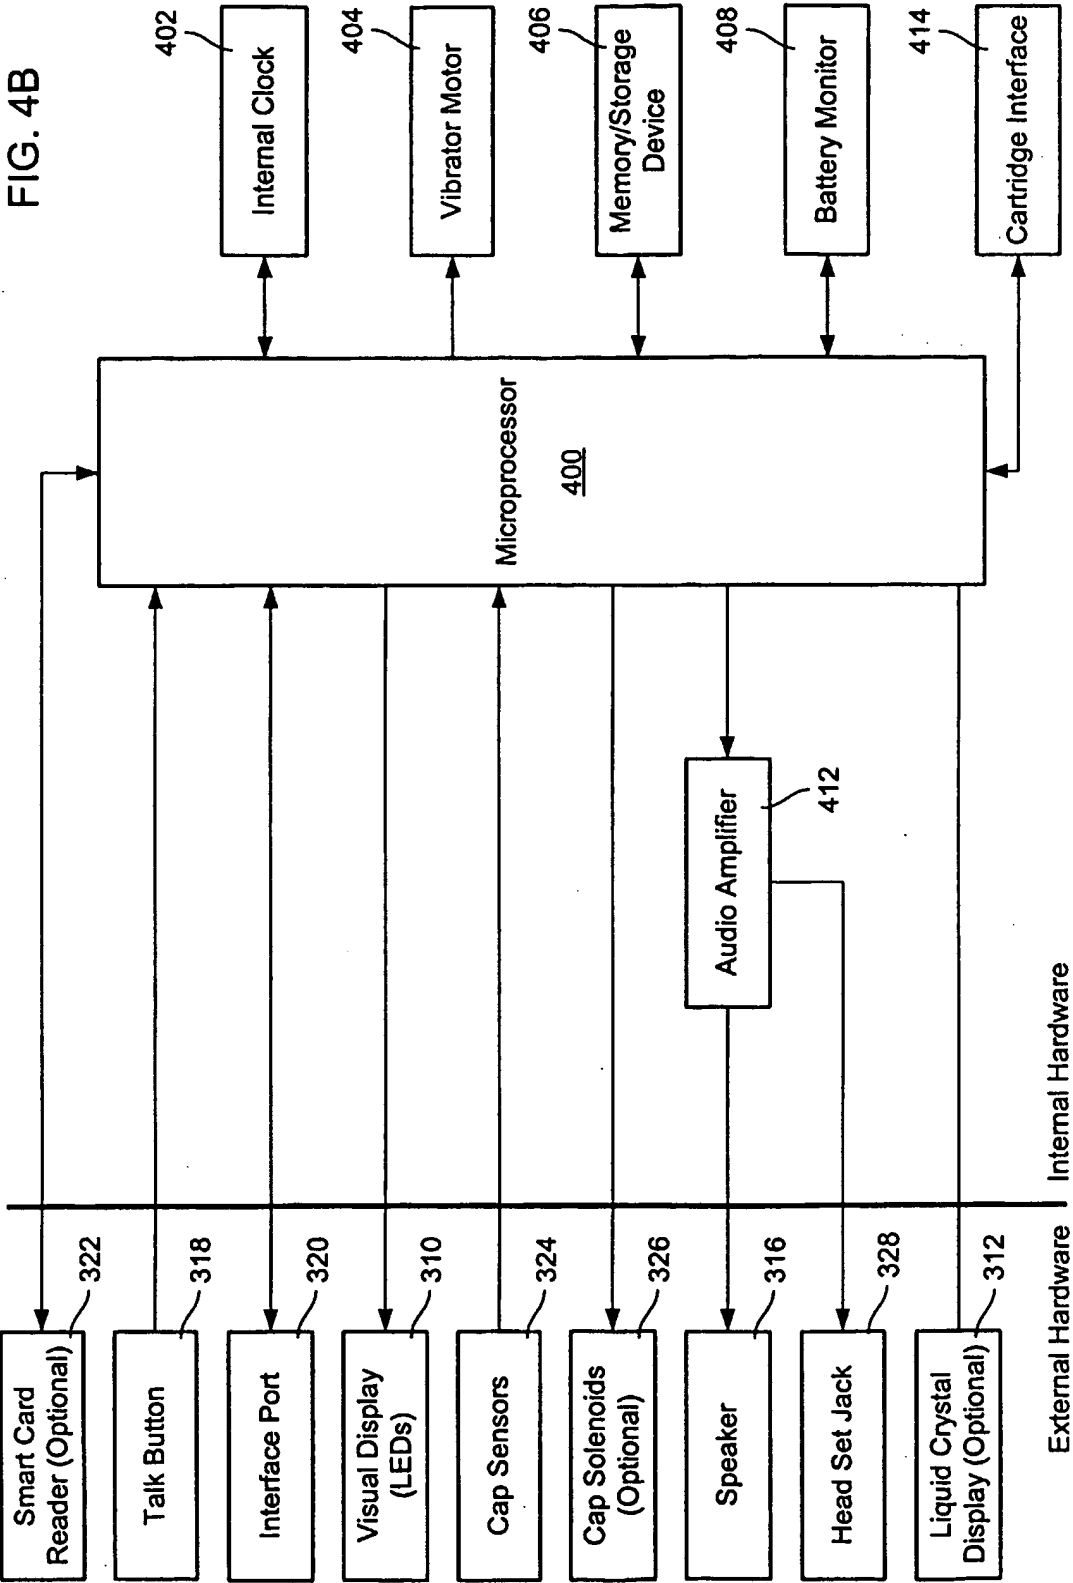 FIG. 4B
Smart Card
Reader (Optional)
322
Talk Button
318
Interface Port
320
Visual Display
(LEDs)
310
Cap Sensors
324
Cap Solenoids
(Optional)
326
Speaker
316
Head Set Jack
328
Liquid Crystal
Display (Optional)
312
External Hardware
Internal Hardware
Audio Amplifier
412
Microprocessor
400
Internal Clock
402
Vibrator Motor
404
Memory/Storage
Device
406
Battery Monitor
408
Cartridge Interface
414